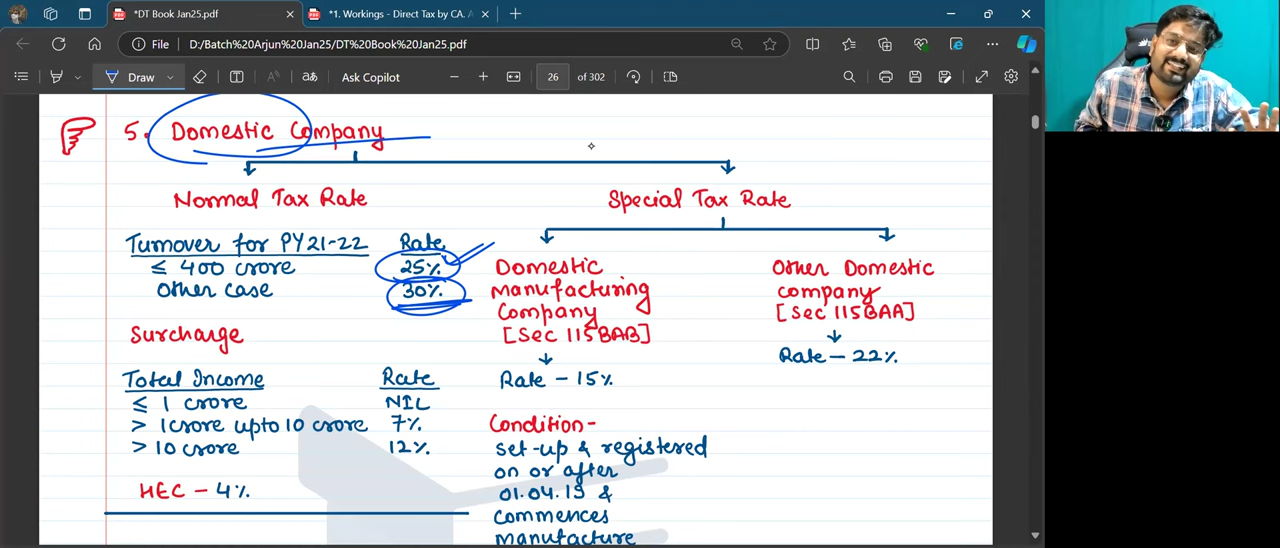 *DT Book Jan25.pdf
*1. Workings - Direct Tax by CA. A
File
D:/Batch%20Arjun%20Jan25/DT%20Book%20Jan25.pdf
Draw
Ask Copilot
26
of 302
5. Domestic Company
Normal Tax Rate
Turnover for PY21-22 Rate
≤ 400 crore 25%
Other case 30%
Surcharge
Total Income Rate
≤ 1 crore NIL
> 1crore upto 10 crore 7%
> 10 crore 12%
HEC - 4%
Special Tax Rate
Domestic
manufacturing
Company
[Sec 115BAB]
Rate - 15%
Condition-
set-up & registered
on or after
01.04.19 &
commences
manufacture
Other Domestic
company
[Sec 115BAA]
Rate - 22%